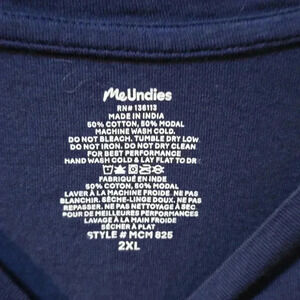 MeUndies
RN# 136113
MADE IN INDIA
50% COTTON, 50% MODAL
MACHINE WASH COLD.
DO NOT BLEACH. TUMBLE DRY LOW.
DO NOT IRON. DO NOT DRY CLEAN
FOR BEST PERFORMANCE
HAND WASH COLD & LAY FLAT TO DRY
FABRIQUÉ EN INDE
50% COTON, 50% MODAL
LAVER À LA MACHINE FROIDE. NE PAS
BLANCHIR. SÈCHE-LINGE DOUX. NE PAS
REPASSER. NE PAS NETTOYAGE À SEC
POUR DE MEILLEURES PERFORMANCES
LAVAGE À LA MAIN FROIDE
SÉCHER À PLAT
STYLE # MCM 825
2XL